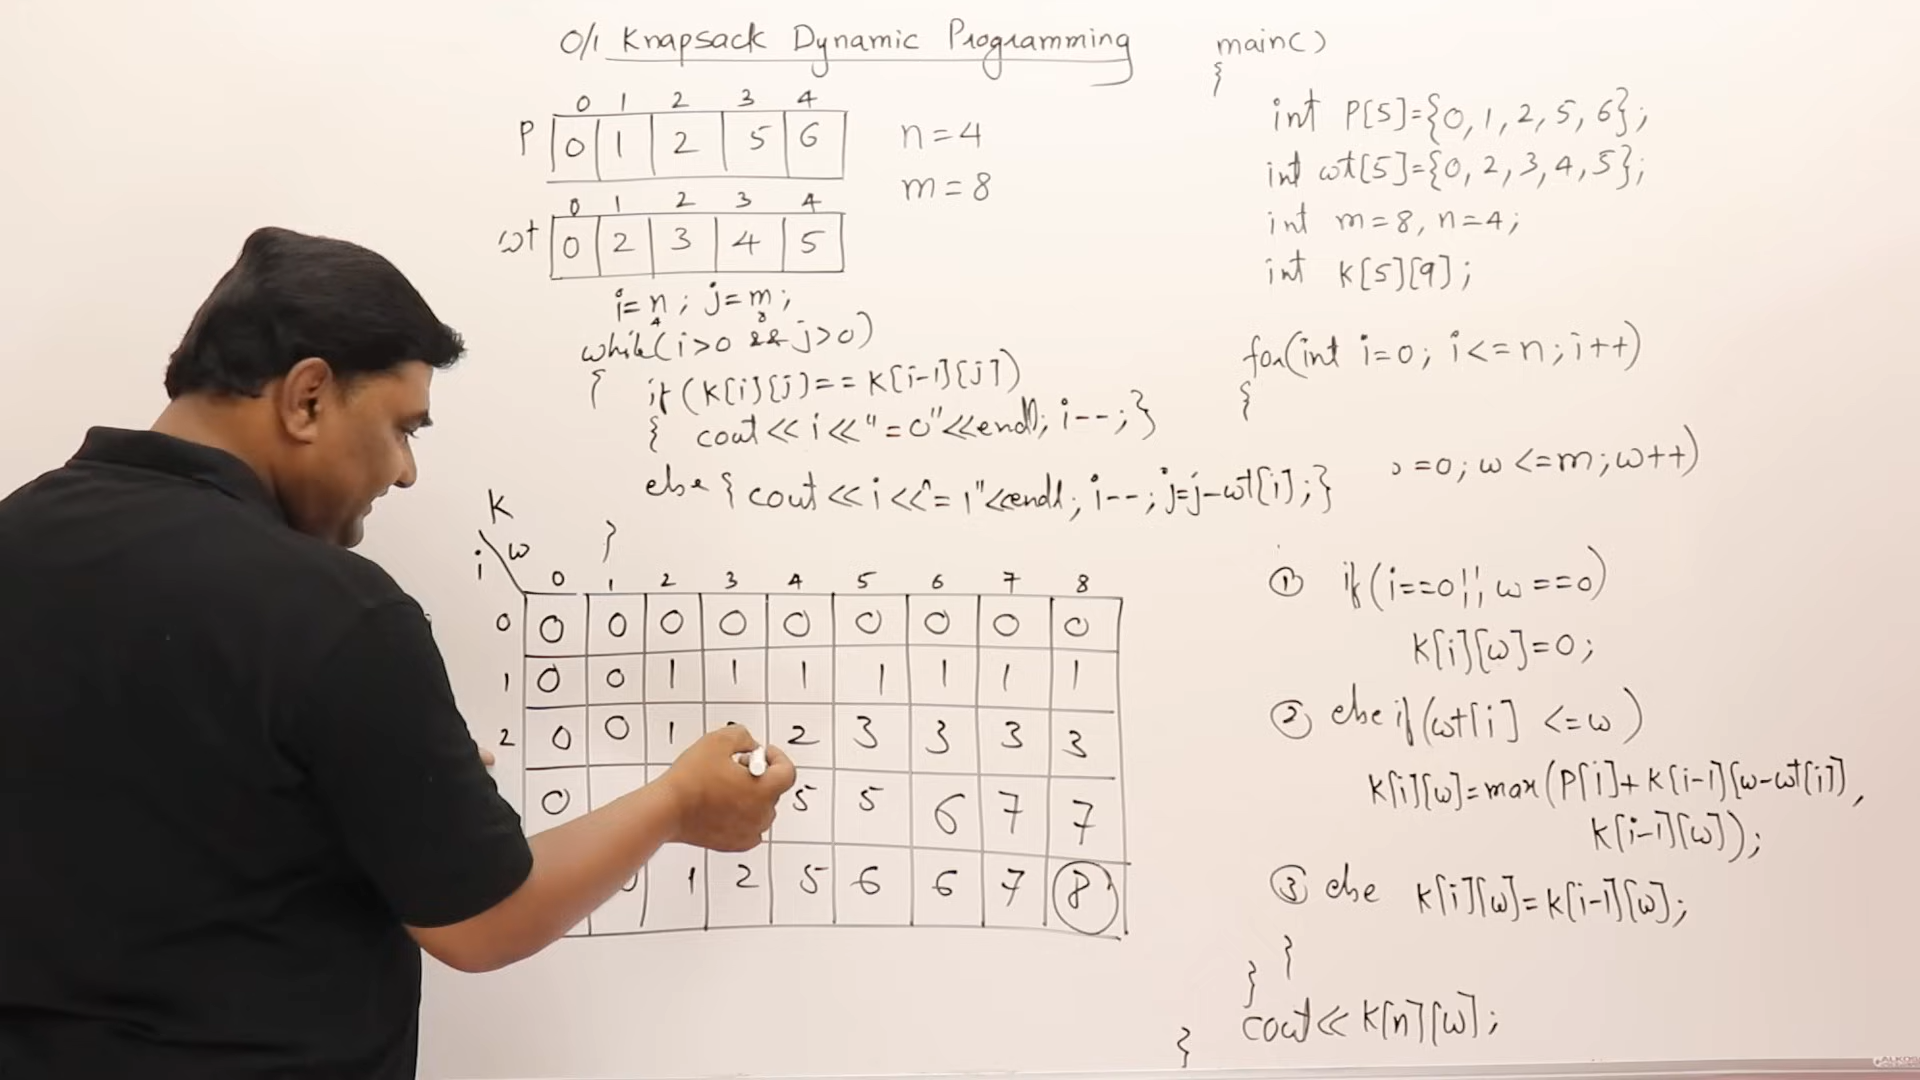 0/1 Knapsack Dynamic Programming
0 1 2 3 4
P 0 1 2 5 6
n = 4
m = 8
0 1 2 3 4
wt 0 2 3 4 5
i=n; j=m;
4 8
while(i>0 && j>0)
{ if(K[i][j]==K[i-1][j])
{ cout<<i<<"=0"<<endl; i--;}
else{cout<<i<<"=1"<<endl; i--; j=j-wt[i];}
}
K
i w
0 1 2 3 4 5 6 7 8
0 0 0 0 0 0 0 0 0 0
1 0 0 1 1 1 1 1 1 1
2 0 0 1 2 3 3 3 3
0 5 5 6 7 7
1 2 5 6 6 7 8
main()
{
int P[5]={0,1,2,5,6};
int wt[5]={0,2,3,4,5};
int m=8, n=4;
int K[5][9];
for(int i=0; i<=n; i++)
{
=0; w<=m; w++)
① if(i==0||w==0)
K[i][w]=0;
② else if(wt[i] <=w)
K[i][w]=max(P[i]+K[i-1][w-wt[i]],
K[i-1][w]);
③ else K[i][w]=K[i-1][w];
}
}
cout<<K[n][w];
}